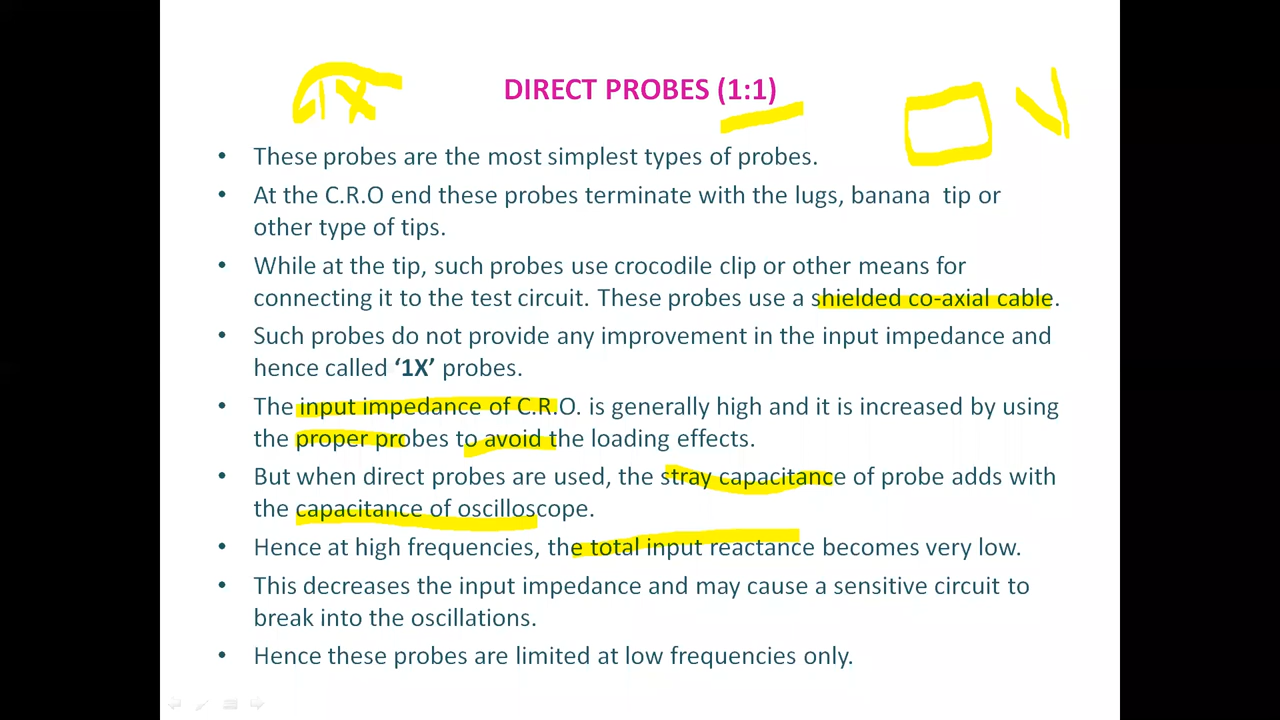 1X
DIRECT PROBES (1:1)
• These probes are the most simplest types of probes.
• At the C.R.O end these probes terminate with the lugs, banana tip or
other type of tips.
• While at the tip, such probes use crocodile clip or other means for
connecting it to the test circuit. These probes use a shielded co-axial cable.
• Such probes do not provide any improvement in the input impedance and
hence called ‘1X’ probes.
• The input impedance of C.R.O. is generally high and it is increased by using
the proper probes to avoid the loading effects.
• But when direct probes are used, the stray capacitance of probe adds with
the capacitance of oscilloscope.
• Hence at high frequencies, the total input reactance becomes very low.
• This decreases the input impedance and may cause a sensitive circuit to
break into the oscillations.
• Hence these probes are limited at low frequencies only.